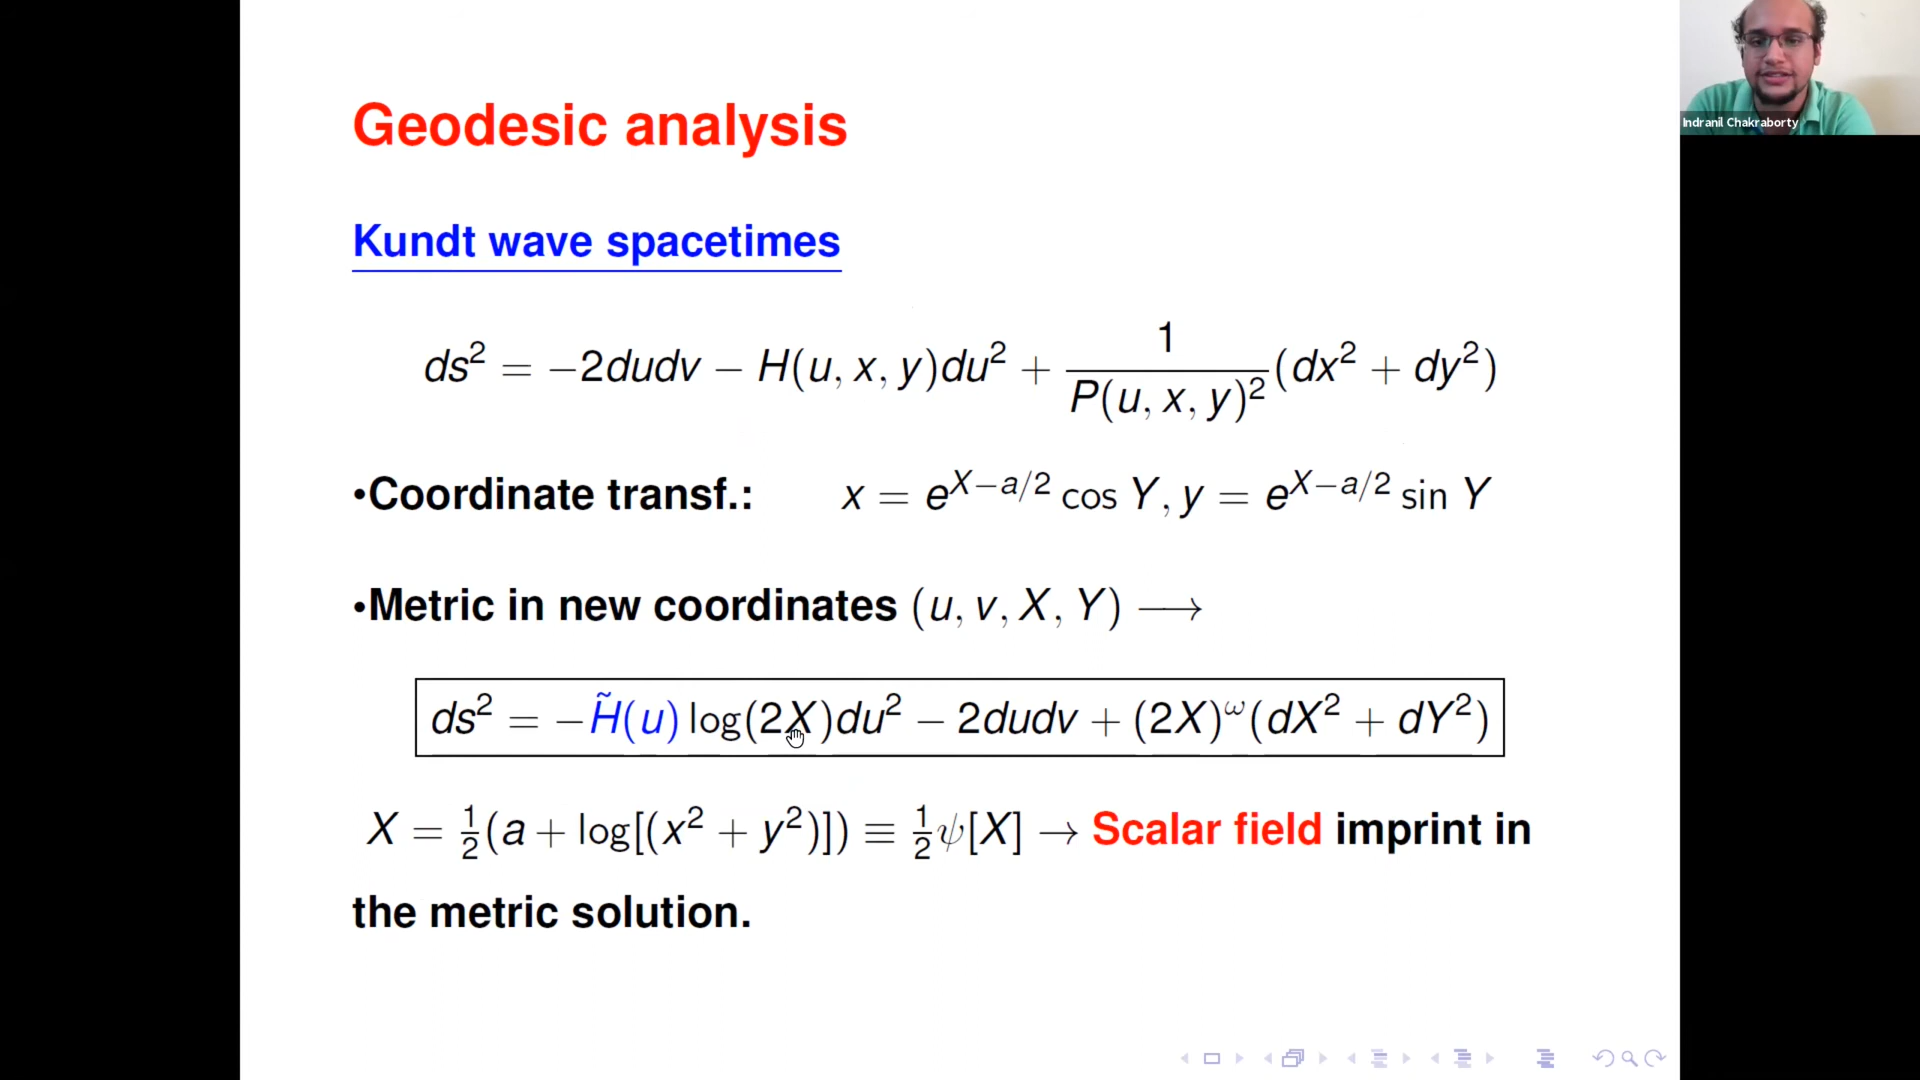 Indranil Chakraborty
Geodesic analysis
Kundt wave spacetimes
ds² = −2dudv − H(u, x, y)du² + 1/P(u, x, y)² (dx² + dy²)
•Coordinate transf.: x = e^{X−a/2} cos Y, y = e^{X−a/2} sin Y
•Metric in new coordinates (u, v, X, Y) ⟶
ds² = −H̃(u) log(2X)du² − 2dudv + (2X)^ω(dX² + dY²)
X = ½(a + log[(x² + y²)]) ≡ ½ψ[X] → Scalar field imprint in
the metric solution.